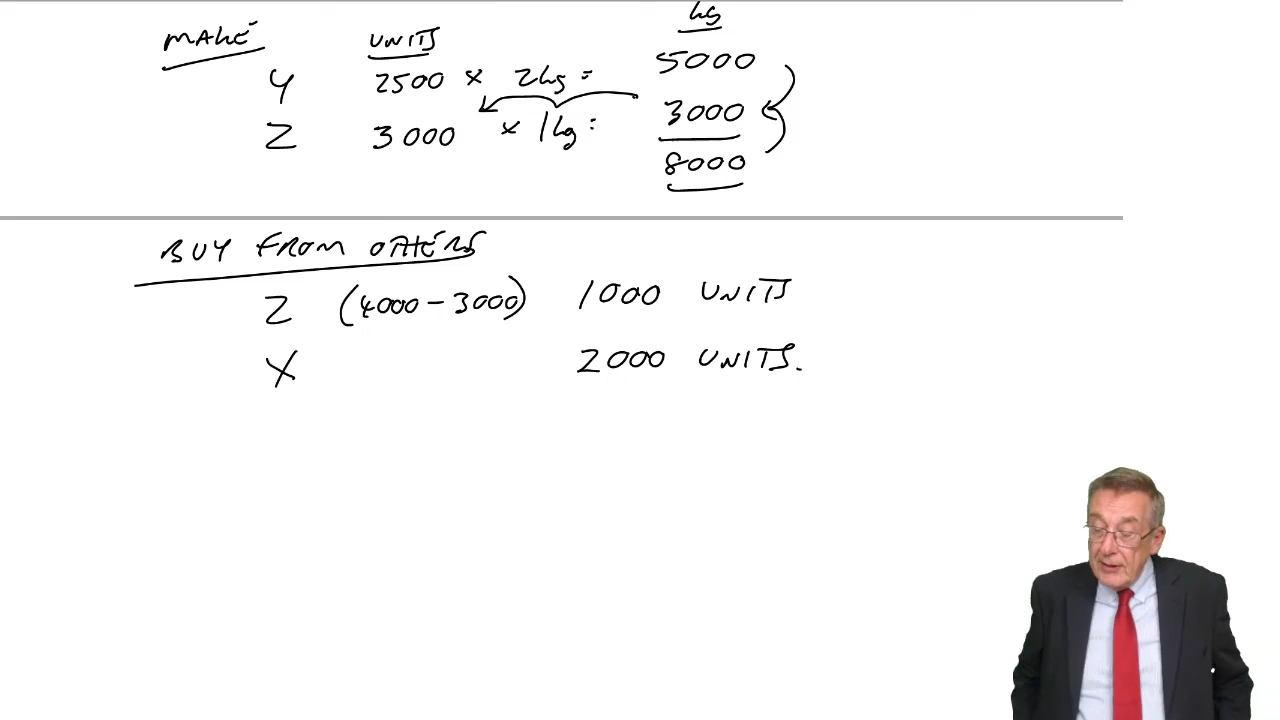 MAKE UNITS kg
Y 2500 x 2kg = 5000
Z 3000 x 1kg = 3000
8000
BUY FROM OTHERS
Z (4000 - 3000) 1000 UNITS
X 2000 UNITS.